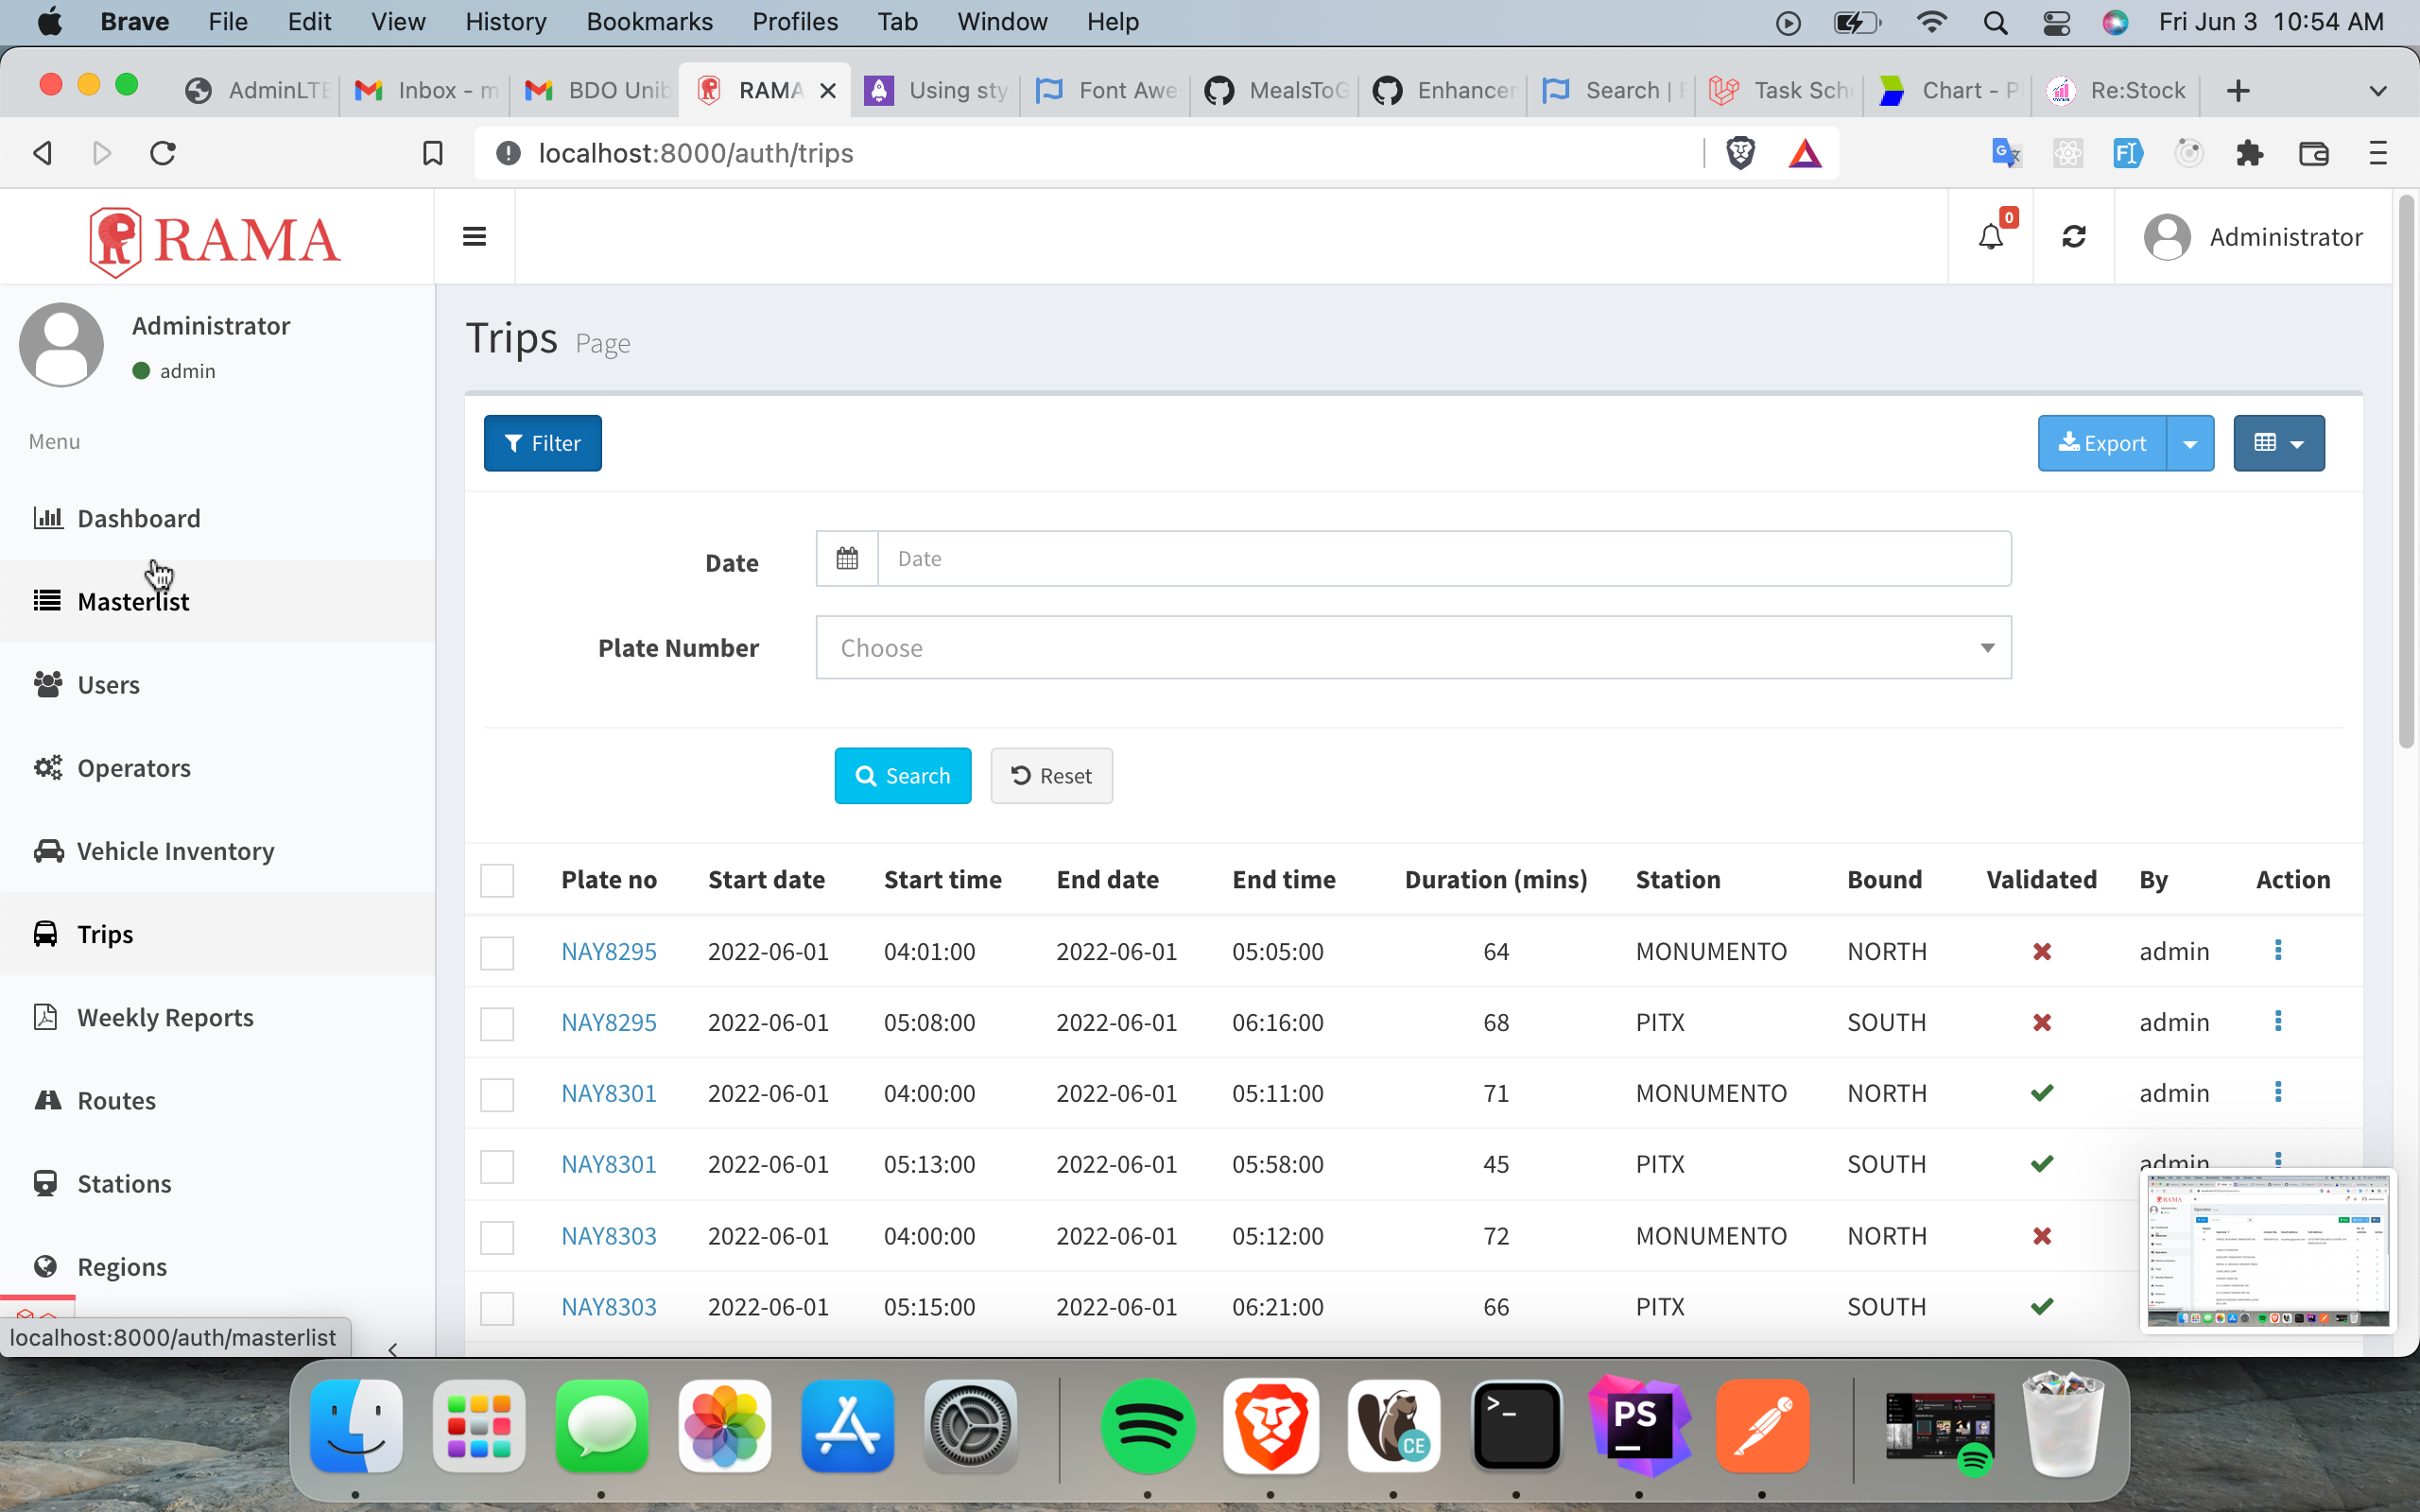 Brave File Edit View History Bookmarks Profiles Tab Window Help Fri Jun 3 10:54 AM
AdminLTE Inbox - m BDO Unib RAMA Using sty Font Awe MealsToG Enhancer Search | Task Sche Chart - P Re:Stock
localhost:8000/auth/trips
RAMA
0
Administrator
Administrator
admin
Menu
Dashboard
Masterlist
Users
Operators
Vehicle Inventory
Trips
Weekly Reports
Routes
Stations
Regions
localhost:8000/auth/masterlist
Trips Page
Filter
Export
Date Date
Plate Number Choose
Search Reset
Plate no Start date Start time End date End time Duration (mins) Station Bound Validated By Action
NAY8295 2022-06-01 04:01:00 2022-06-01 05:05:00 64 MONUMENTO NORTH admin
NAY8295 2022-06-01 05:08:00 2022-06-01 06:16:00 68 PITX SOUTH admin
NAY8301 2022-06-01 04:00:00 2022-06-01 05:11:00 71 MONUMENTO NORTH admin
NAY8301 2022-06-01 05:13:00 2022-06-01 05:58:00 45 PITX SOUTH admin
NAY8303 2022-06-01 04:00:00 2022-06-01 05:12:00 72 MONUMENTO NORTH
NAY8303 2022-06-01 05:15:00 2022-06-01 06:21:00 66 PITX SOUTH
CE
>_
PS